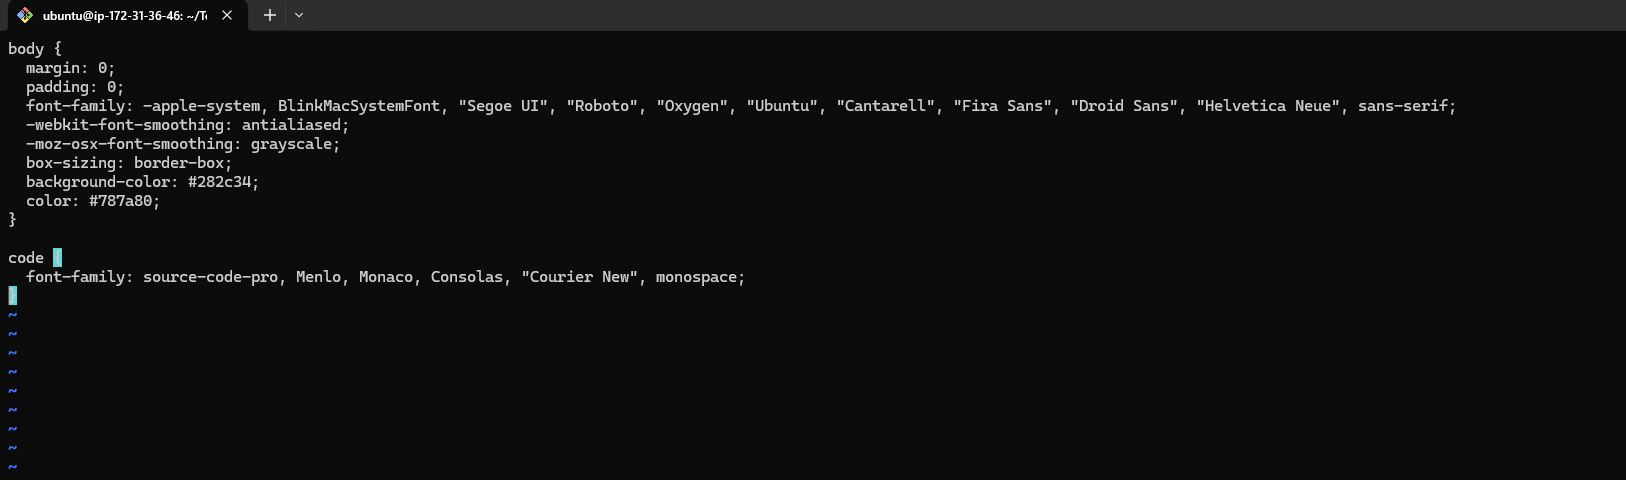 ubuntu@ip-172-31-36-46: ~/T
body {
  margin: 0;
  padding: 0;
  font-family: -apple-system, BlinkMacSystemFont, "Segoe UI", "Roboto", "Oxygen", "Ubuntu", "Cantarell", "Fira Sans", "Droid Sans", "Helvetica Neue", sans-serif;
  -webkit-font-smoothing: antialiased;
  -moz-osx-font-smoothing: grayscale;
  box-sizing: border-box;
  background-color: #282c34;
  color: #787a80;
}

code {
  font-family: source-code-pro, Menlo, Monaco, Consolas, "Courier New", monospace;
}
~
~
~
~
~
~
~
~
~